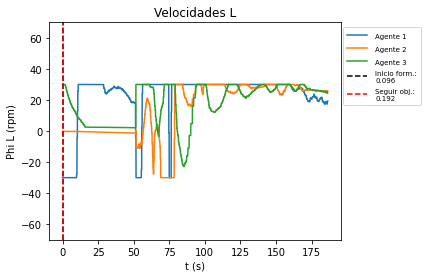 Velocidades L
Phi L (rpm)
60
40
20
0
−20
−40
−60
0
25
50
75
100
125
150
175
t (s)
Agente 1
Agente 2
Agente 3
Inicio form.:
0.096
Seguir obj.:
0.192